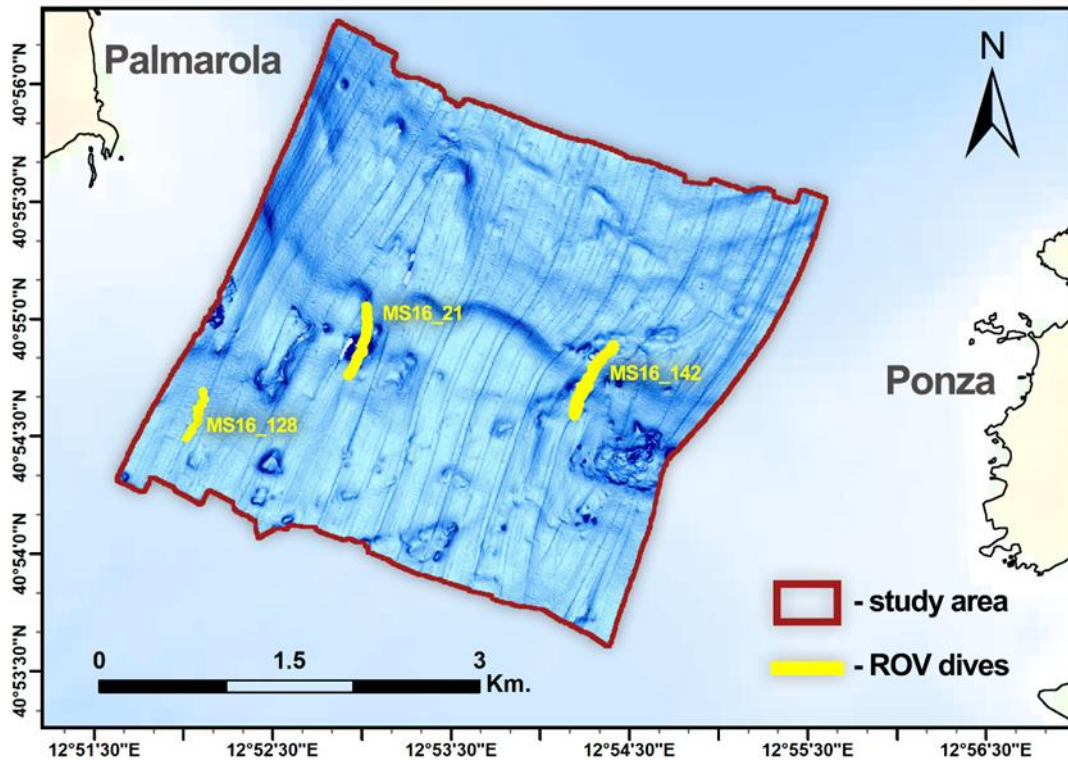 Palmarola
N
40°56'0"N
40°55'30"N
40°55'0"N
40°54'30"N
40°54'0"N
40°53'30"N
MS16_21
MS16_142
MS16_128
Ponza
- study area
- ROV dives
0 1.5 3
Km.
12°51'30"E 12°52'30"E 12°53'30"E 12°54'30"E 12°55'30"E 12°56'30"E